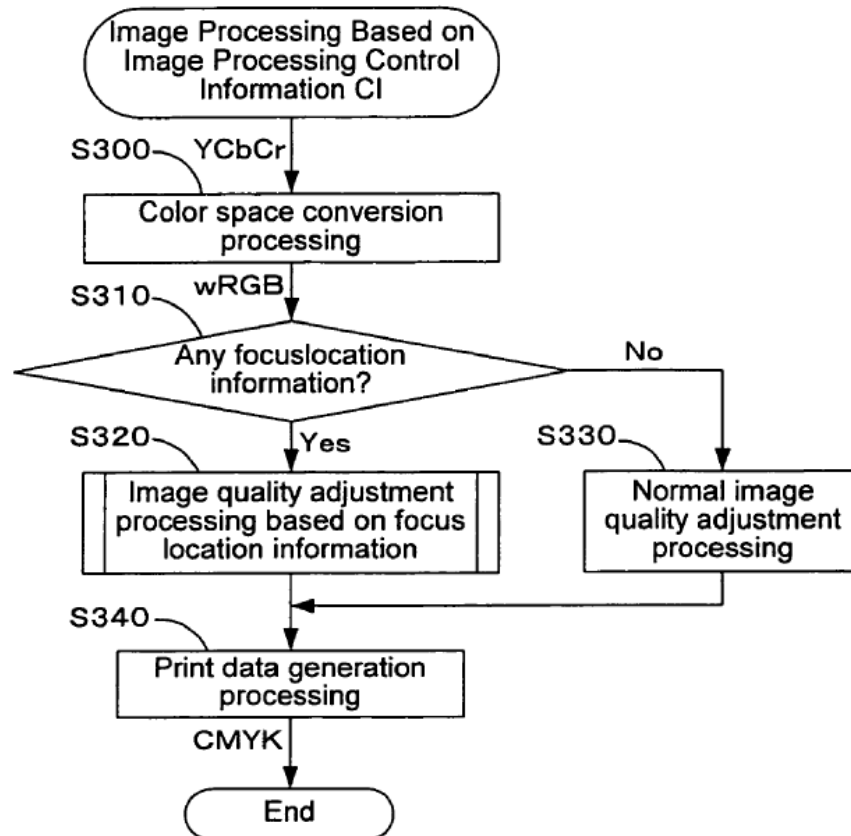 Image Processing Based on
Image Processing Control
Information CI
S300
YCbCr
Color space conversion
processing
wRGB
S310
Any focuslocation
information?
No
Yes
S320
Image quality adjustment
processing based on focus
location information
S330
Normal image
quality adjustment
processing
S340
Print data generation
processing
CMYK
End